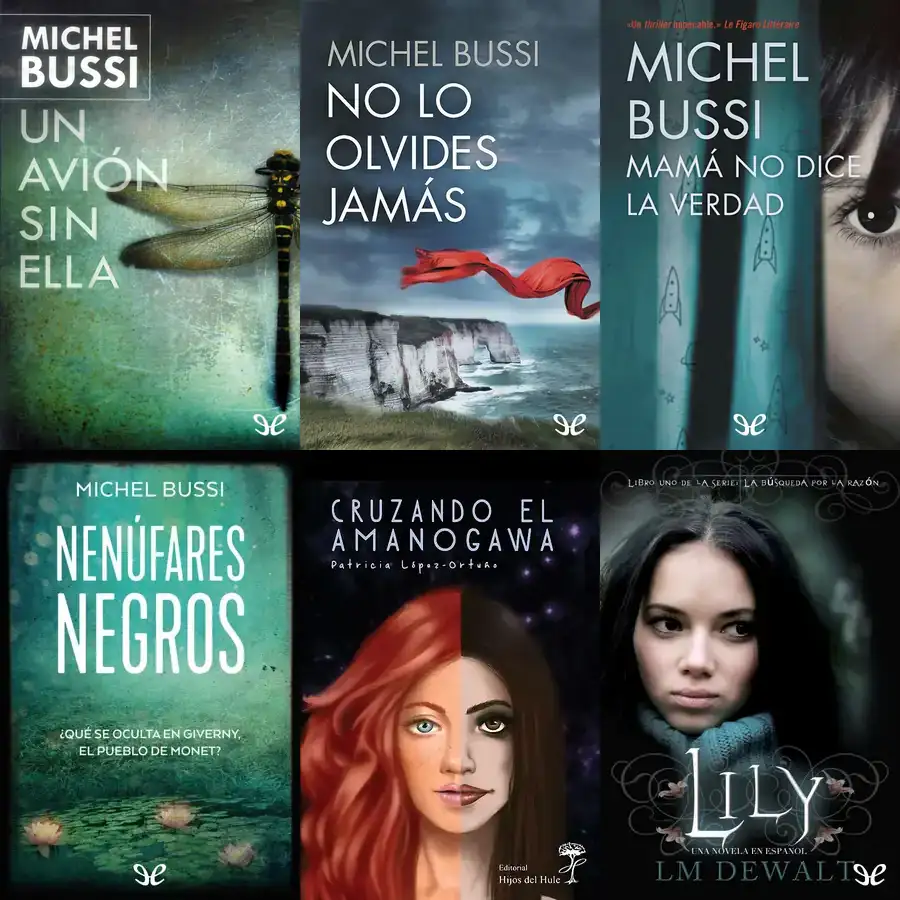 MICHEL
BUSSI
UN
AVIÓN
SIN
ELLA
MICHEL BUSSI
NO LO
OLVIDES
JAMÁS
«Un thriller impecable.» Le Figaro Littéraire
MICHEL
BUSSI
MAMÁ NO DICE
LA VERDAD
MICHEL BUSSI
NENÚFARES
NEGROS
¿QUÉ SE OCULTA EN GIVERNY,
EL PUEBLO DE MONET?
CRUZANDO EL
AMANOGAWA
Patricia López-Ortuño
Editorial
Hijos del Hule
LIBRO UNO DE LA SERIE: LA BÚSQUEDA POR LA RAZÓN
LILY
UNA NOVELA EN ESPAÑOL
LM DEWALT